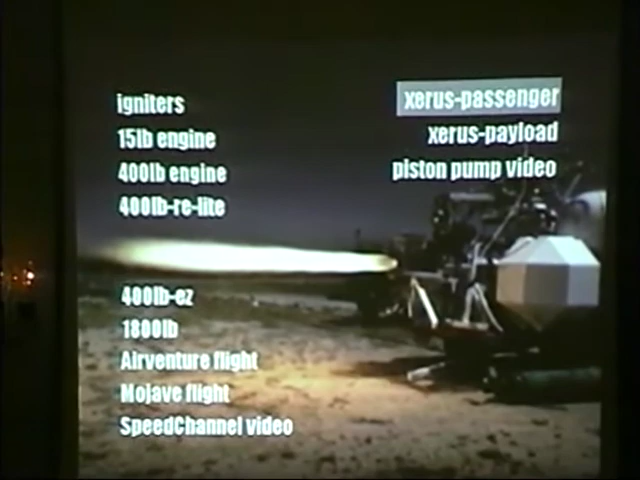 igniters
15lb engine
400lb engine
400lb-re-lite
400lb-ez
1800lb
Airventure flight
Mojave flight
SpeedChannel video
xerus-passenger
xerus-payload
piston pump video